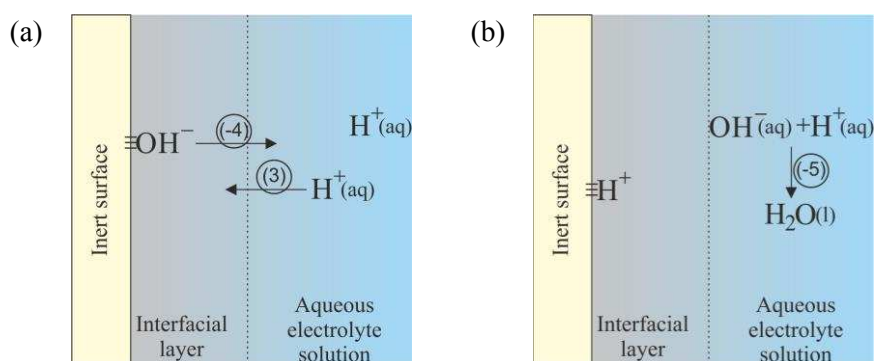 (a)
Inert surface
≡OH⁻
(-4)
H⁺(aq)
(3)
H⁺(aq)
Interfacial
layer
Aqueous
electrolyte
solution
(b)
Inert surface
≡H⁺
OH⁻(aq) + H⁺(aq)
(-5)
H₂O(l)
Interfacial
layer
Aqueous
electrolyte
solution